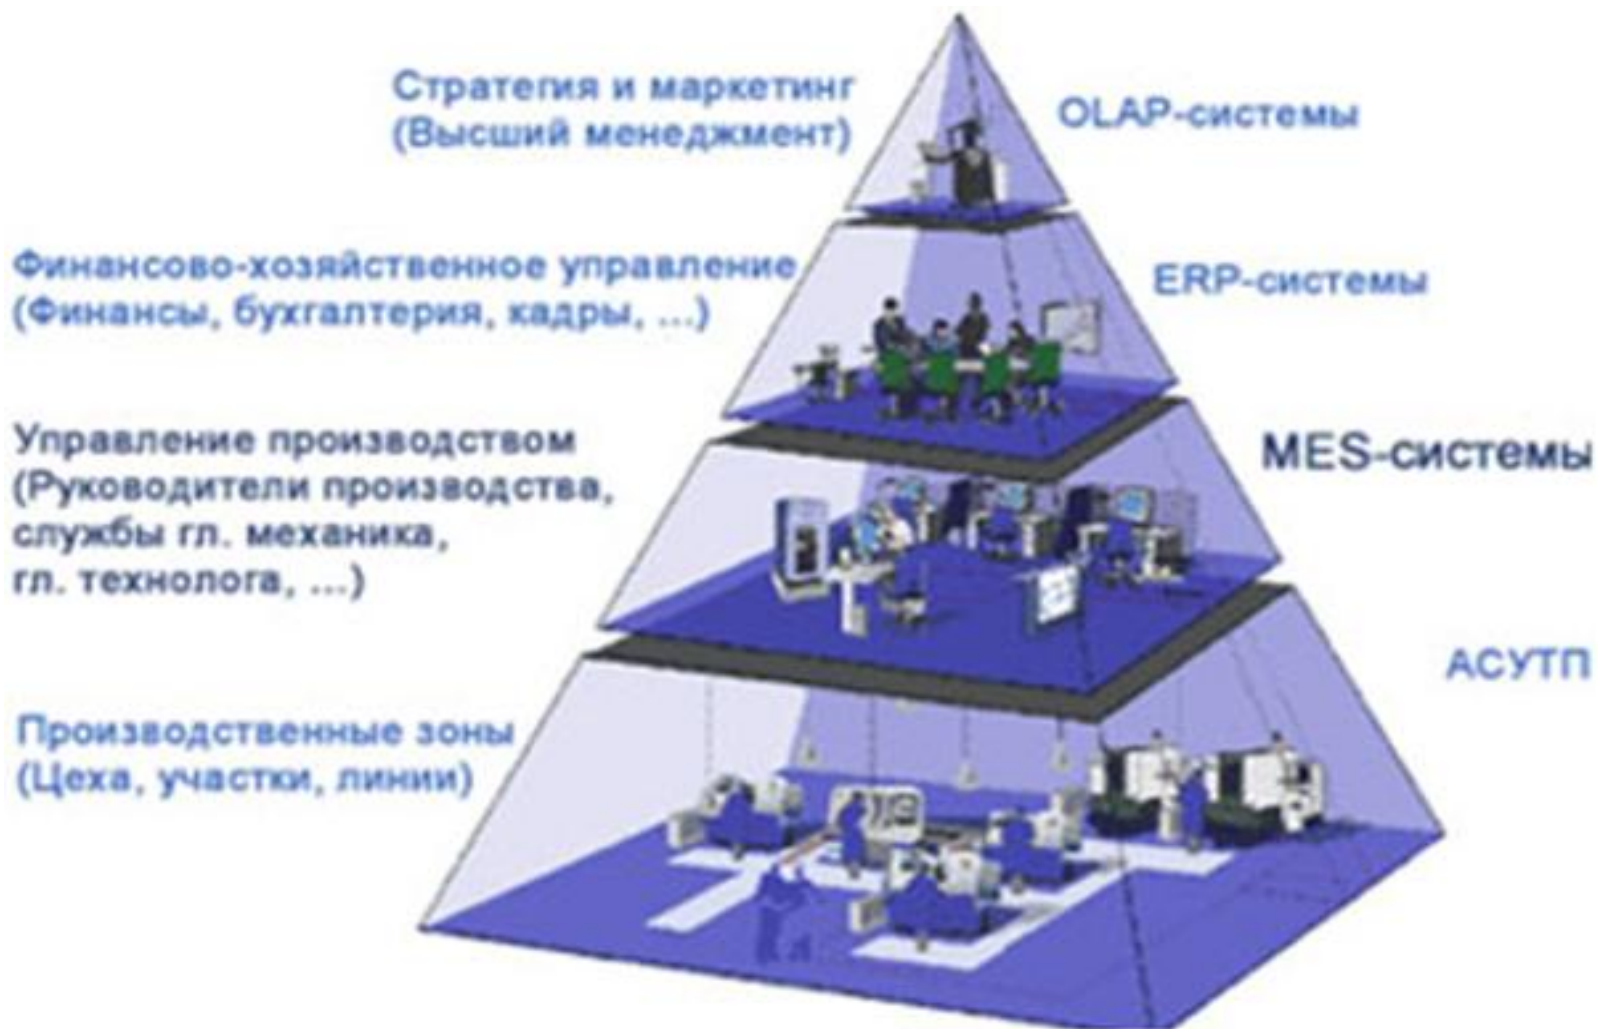 Стратегия и маркетинг
(Высший менеджмент)
OLAP-системы
Финансово-хозяйственное управление
(Финансы, бухгалтерия, кадры, ...)
ERP-системы
Управление производством
(Руководители производства,
службы гл. механика,
гл. технолога, ...)
MES-системы
АСУТП
Производственные зоны
(Цеха, участки, линии)